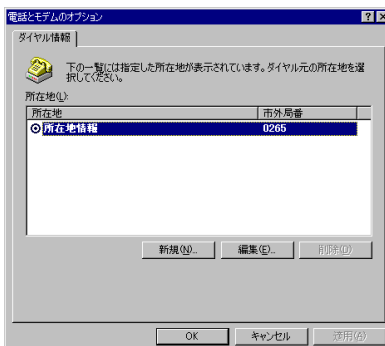 電話とモデムのオプション
ダイヤル情報
下の一覧には指定した所在地が表示されています。ダイヤル元の所在地を選
択してください。
所在地(L):
所在地 市外局番
所在地情報 0265
新規(N)... 編集(E)... 削除(D)
OK キャンセル 適用(A)